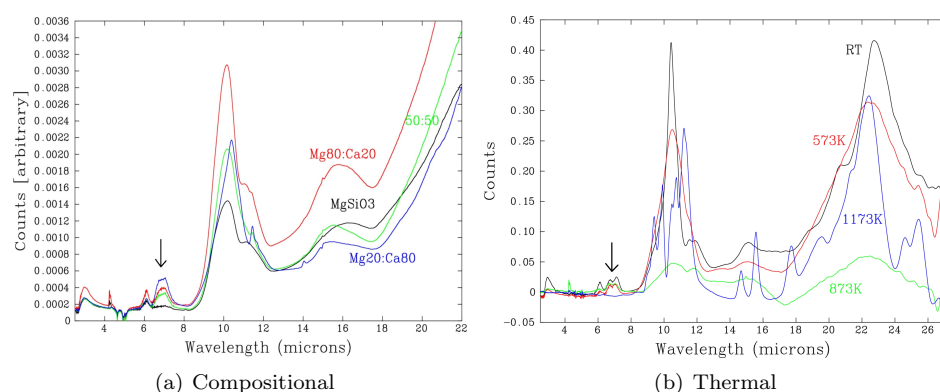 0.0036
0.0034
0.0032
0.0030
0.0028
0.0026
0.0024
0.0022
0.0020
0.0018
0.0016
0.0014
0.0012
0.0010
0.0008
0.0006
0.0004
0.0002
0
Counts [arbitrary]
50:50
Mg80:Ca20
MgSiO3
Mg20:Ca80
4 6 8 10 12 14 16 18 20 22
Wavelength (microns)
(a) Compositional
0.45
0.40
0.35
0.30
0.25
0.20
0.15
0.10
0.05
0
−0.05
Counts
RT
573K
1173K
873K
4 6 8 10 12 14 16 18 20 22 24 26
Wavelength (microns)
(b) Thermal